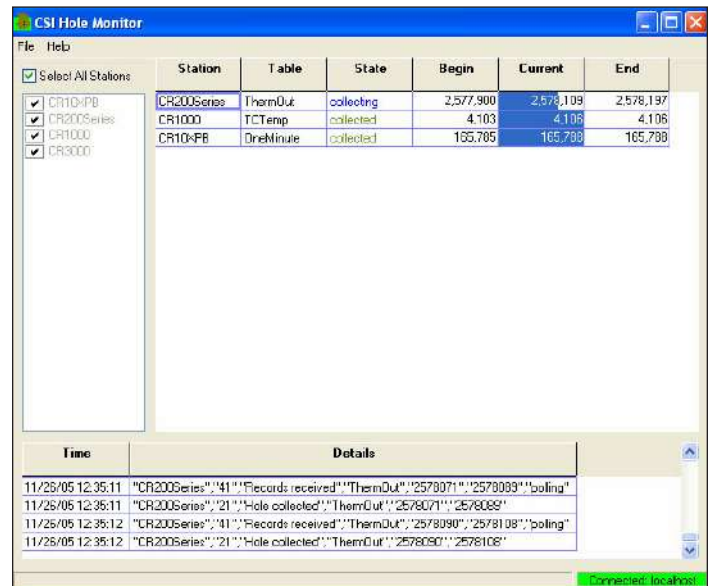 CSI Hole Monitor
File Help
Select All Stations
CR10XPB
CR200Series
CR1000
CR3000
Station Table State Begin Current End
CR200Series ThermOut collecting 2,577,900 2,578,109 2,578,197
CR1000 TCTemp collected 4,103 4,106 4,106
CR10XPB OneMinute collected 165,785 165,788 165,788
Time Details
11/26/05 12:35:11 "CR200Series","41","Records received","ThermOut","2578071","2578089","polling"
11/26/05 12:35:11 "CR200Series","21","Hole collected","ThermOut","2578071","2578089"
11/26/05 12:35:12 "CR200Series","41","Records received","ThermOut","2578090","2578108","polling"
11/26/05 12:35:12 "CR200Series","21","Hole collected","ThermOut","2578090","2578108"
Connected: localhost